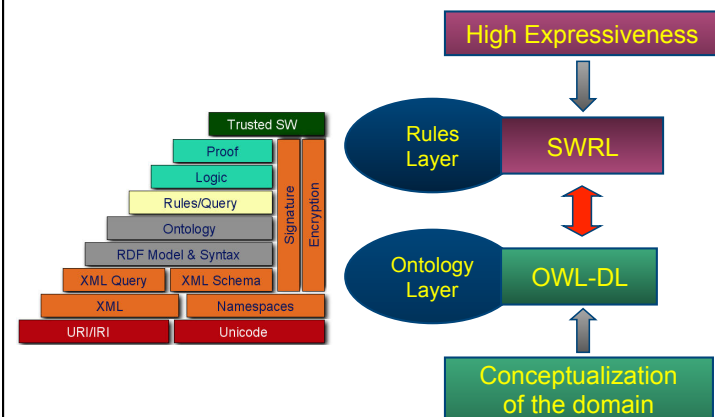 High Expressiveness
Trusted SW
Proof
Logic
Rules/Query
Ontology
RDF Model & Syntax
XML Query
XML Schema
XML
Namespaces
URI/IRI
Unicode
Signature
Encryption
Rules
Layer
SWRL
Ontology
Layer
OWL-DL
Conceptualization
of the domain